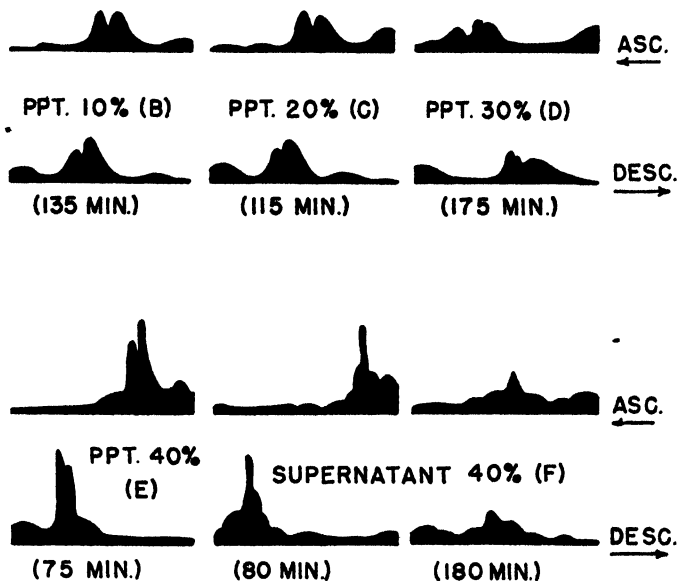 ASC.
PPT. 10% (B) PPT. 20% (C) PPT. 30% (D)
DESC.
(135 MIN.) (115 MIN.) (175 MIN.)
ASC.
PPT. 40%
(E)
SUPERNATANT 40% (F)
DESC.
(75 MIN.) (80 MIN.) (180 MIN.)